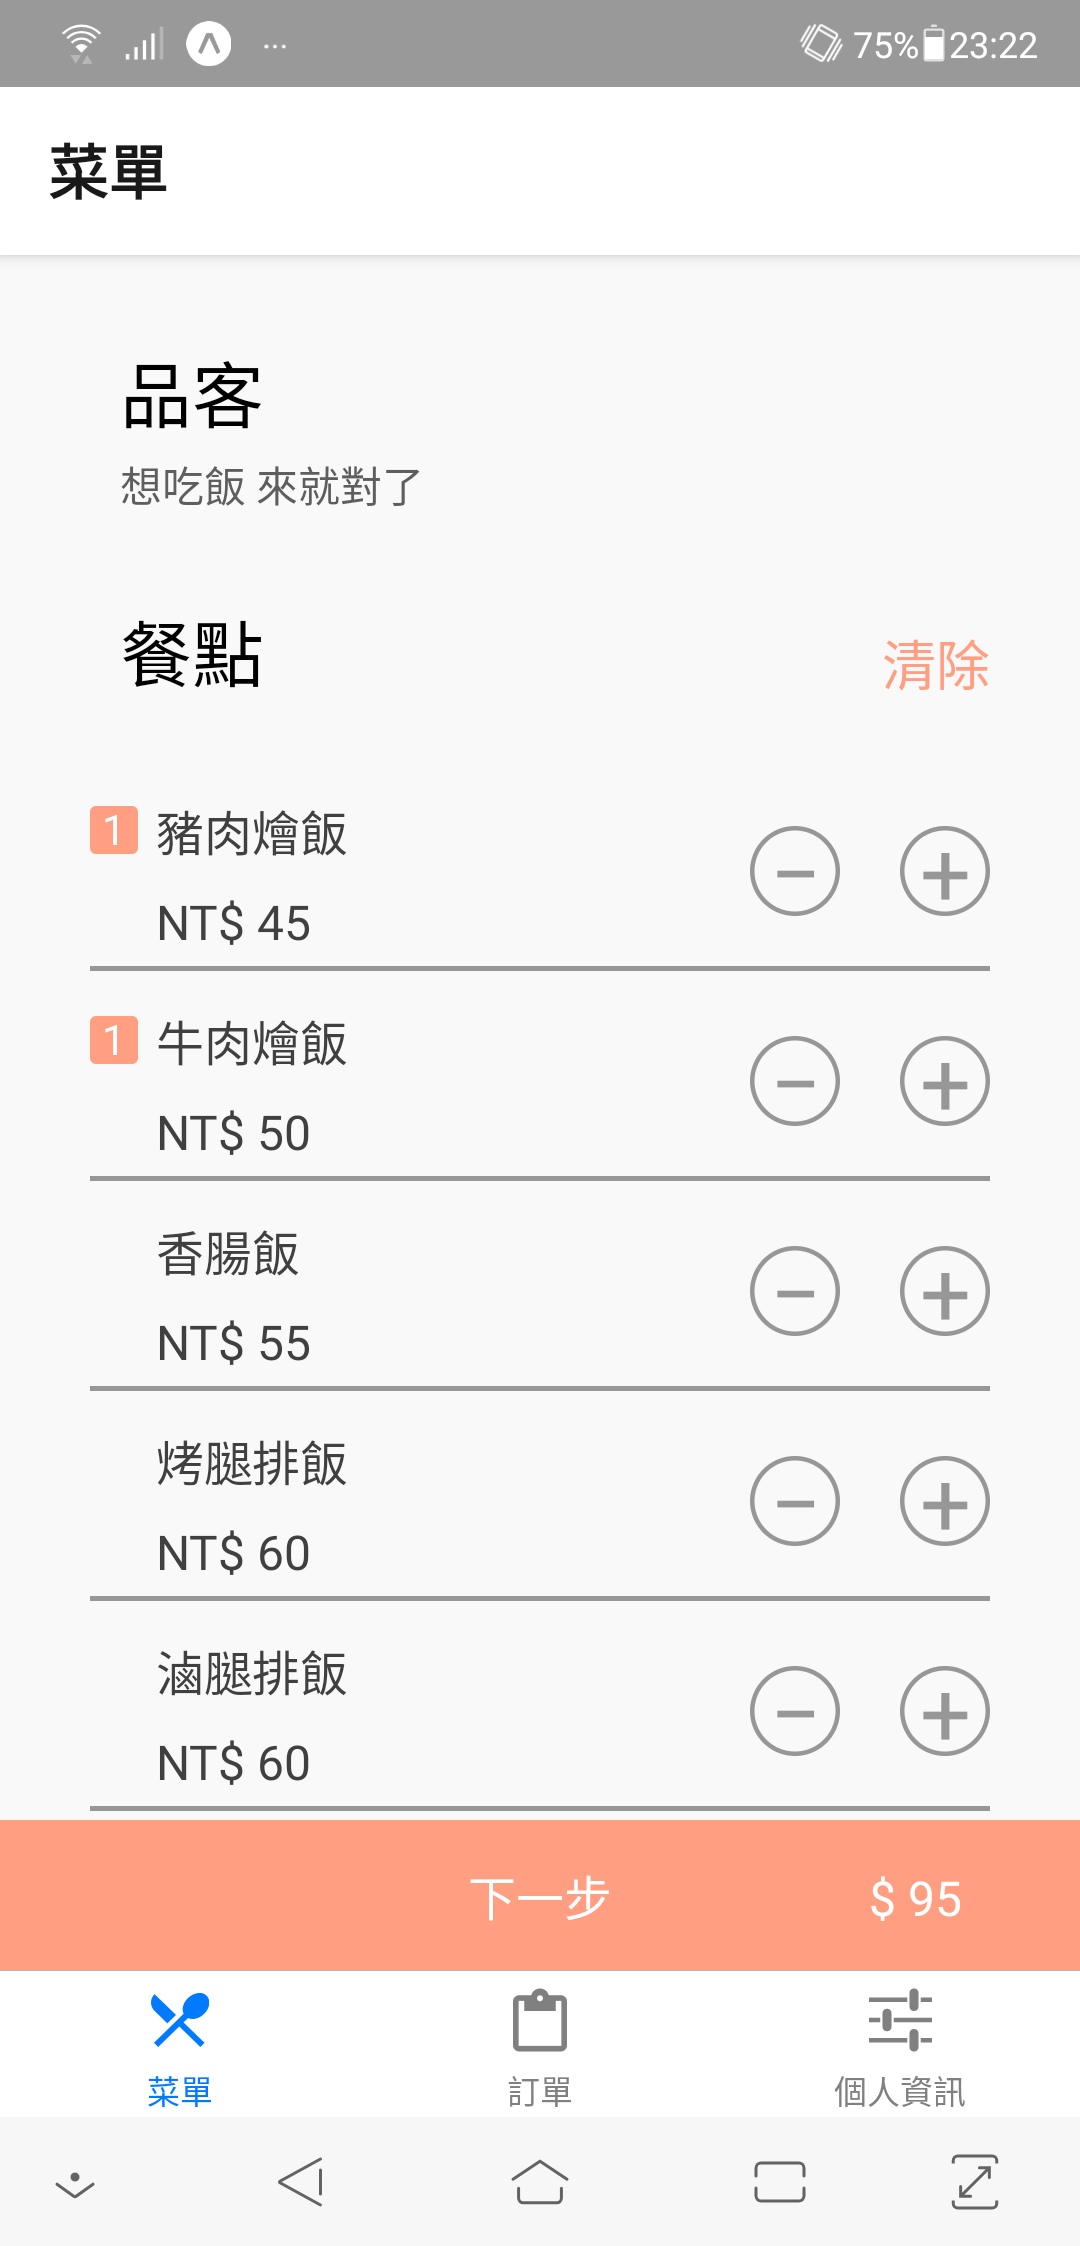 75% 23:22
菜單
品客
想吃飯 來就對了
餐點
清除
1 豬肉燴飯
NT$ 45
1 牛肉燴飯
NT$ 50
香腸飯
NT$ 55
烤腿排飯
NT$ 60
滷腿排飯
NT$ 60
下一步 $ 95
菜單 訂單 個人資訊